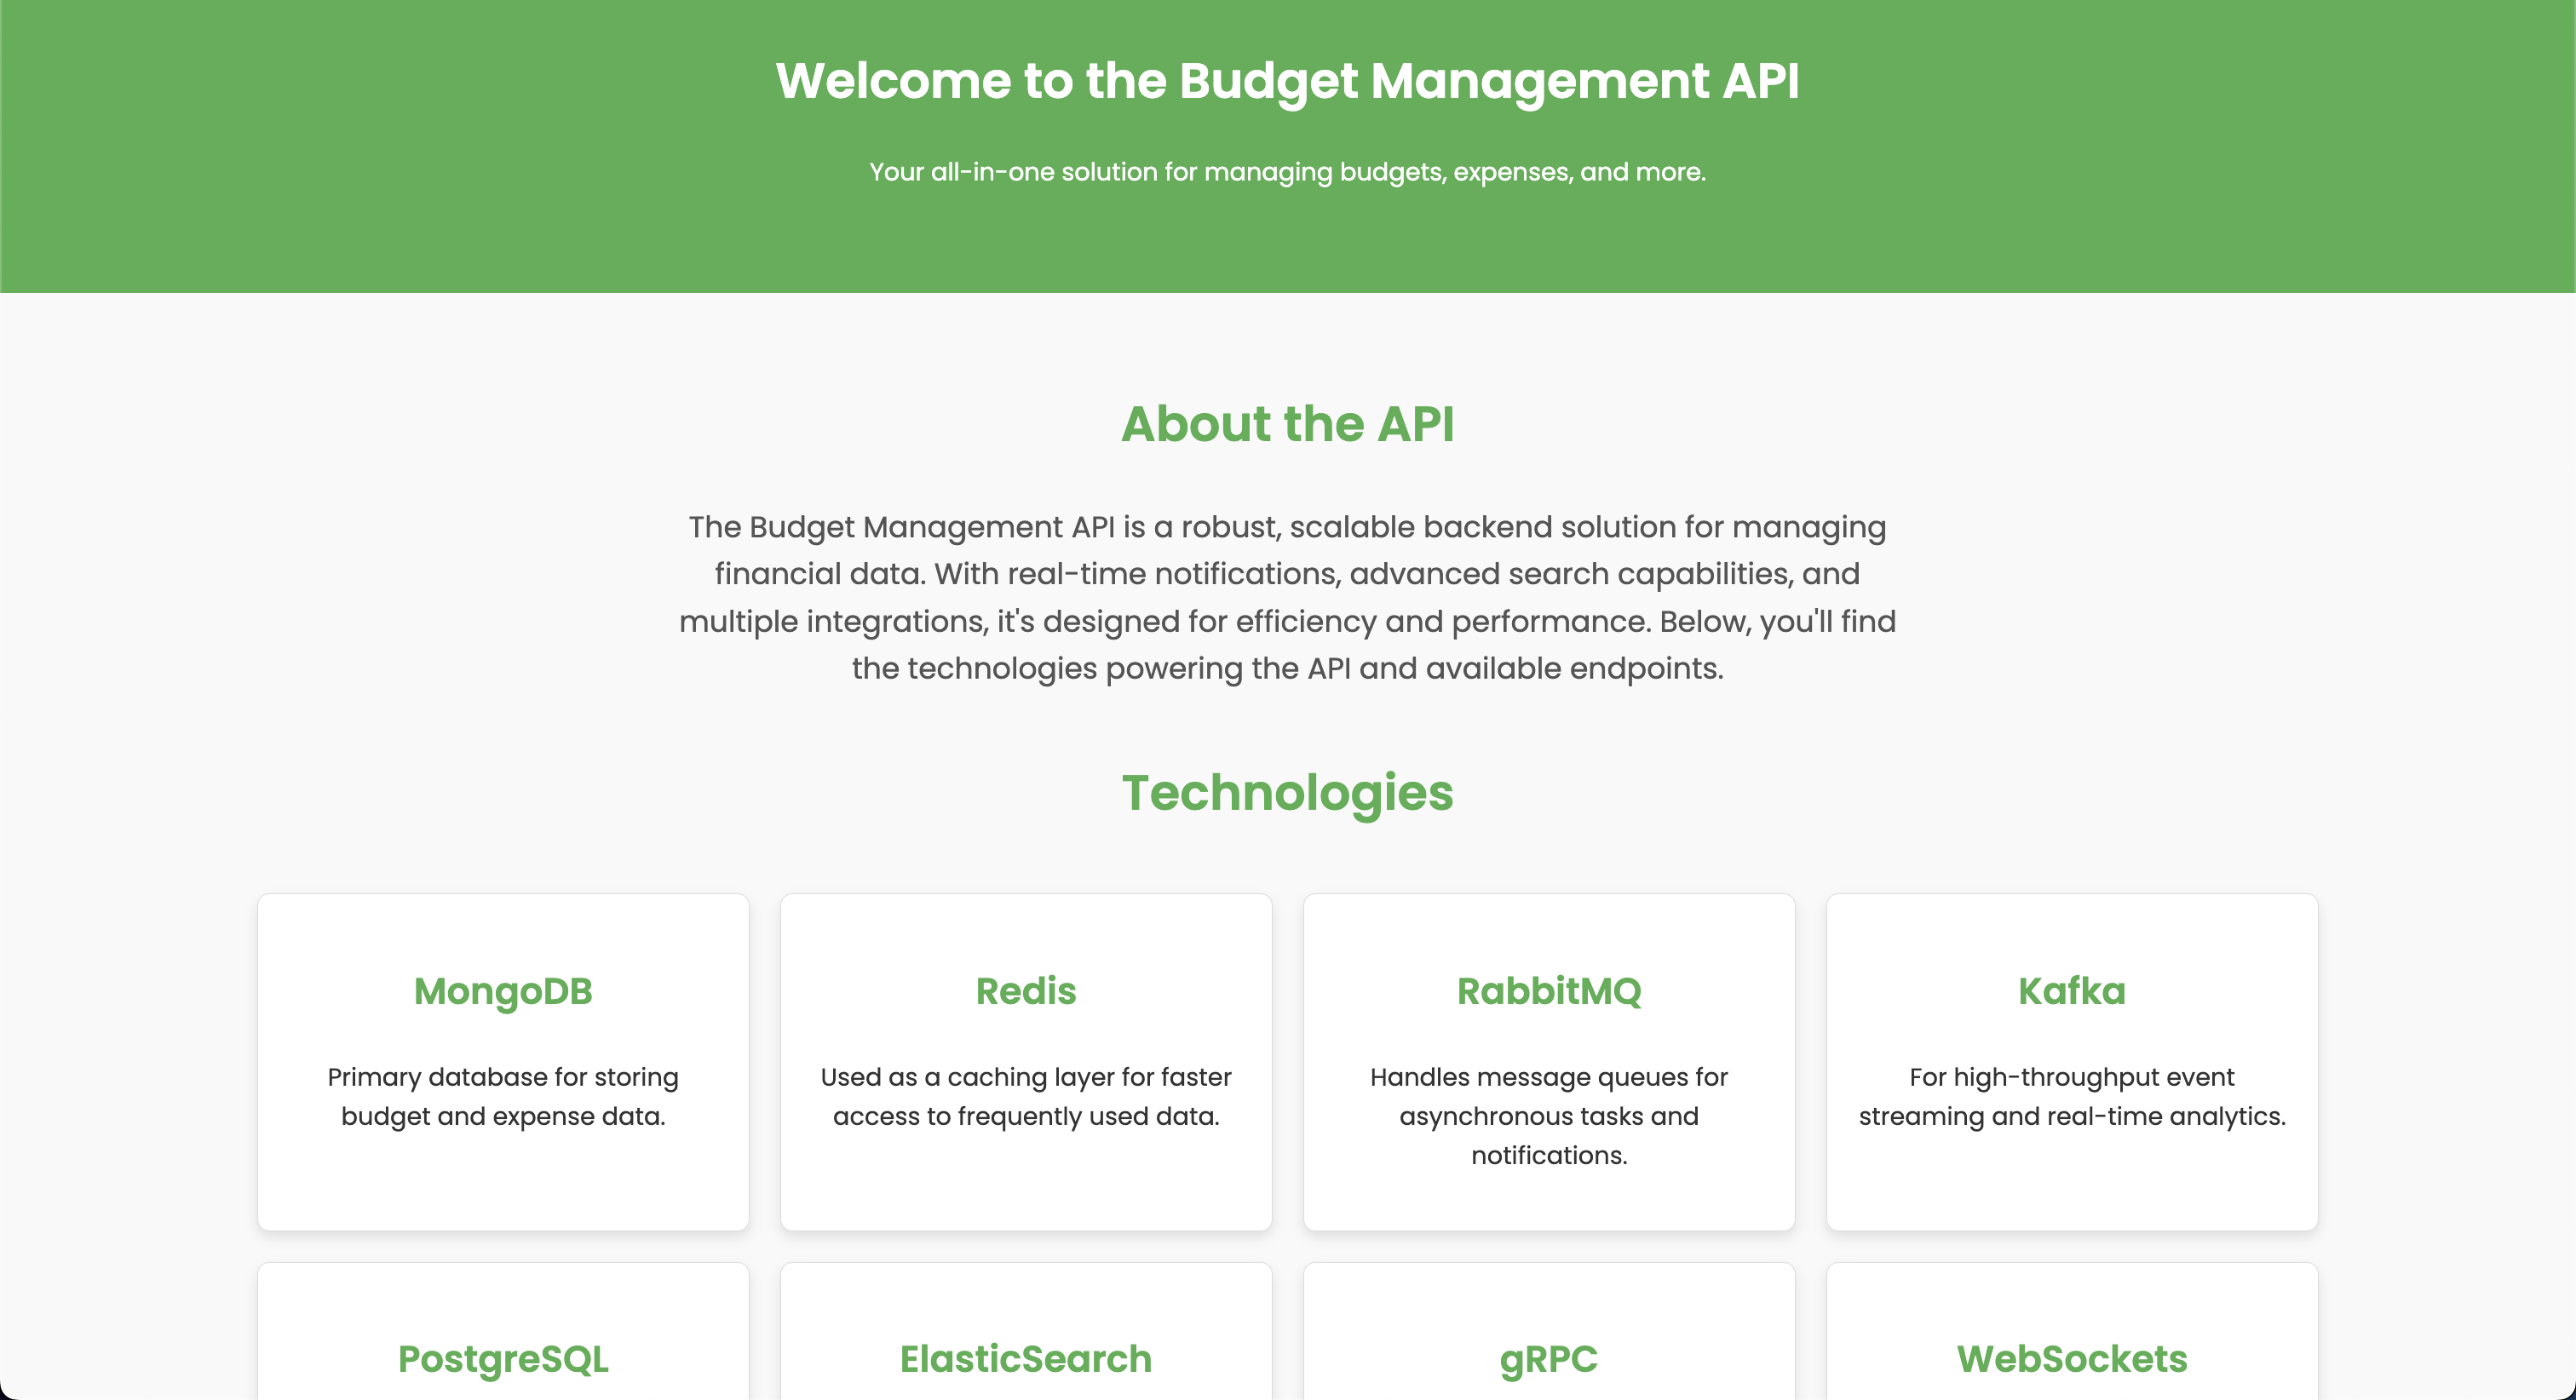 Welcome to the Budget Management API
Your all-in-one solution for managing budgets, expenses, and more.
About the API
The Budget Management API is a robust, scalable backend solution for managing
financial data. With real-time notifications, advanced search capabilities, and
multiple integrations, it's designed for efficiency and performance. Below, you'll find
the technologies powering the API and available endpoints.
Technologies
MongoDB
Primary database for storing
budget and expense data.
Redis
Used as a caching layer for faster
access to frequently used data.
RabbitMQ
Handles message queues for
asynchronous tasks and
notifications.
Kafka
For high-throughput event
streaming and real-time analytics.
PostgreSQL
ElasticSearch
gRPC
WebSockets